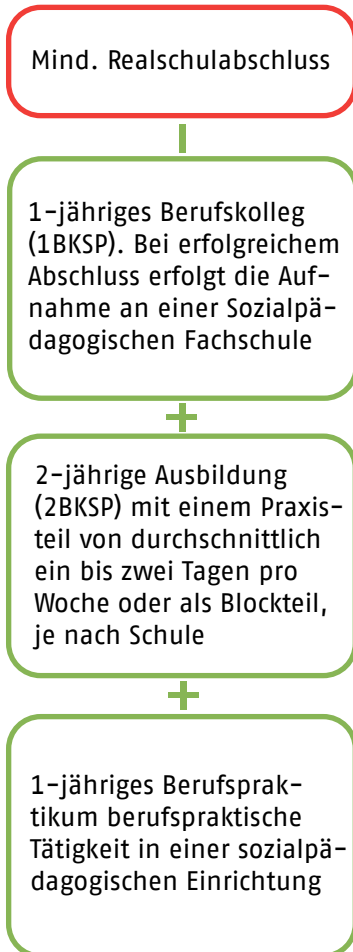 Mind. Realschulabschluss
1-jähriges Berufskolleg
(1BKSP). Bei erfolgreichem
Abschluss erfolgt die Auf-
nahme an einer Sozialpä-
dagogischen Fachschule
+
2-jährige Ausbildung
(2BKSP) mit einem Praxis-
teil von durchschnittlich
ein bis zwei Tagen pro
Woche oder als Blockteil,
je nach Schule
+
1-jähriges Berufsprak-
tikum berufspraktische
Tätigkeit in einer sozialpä-
dagogischen Einrichtung